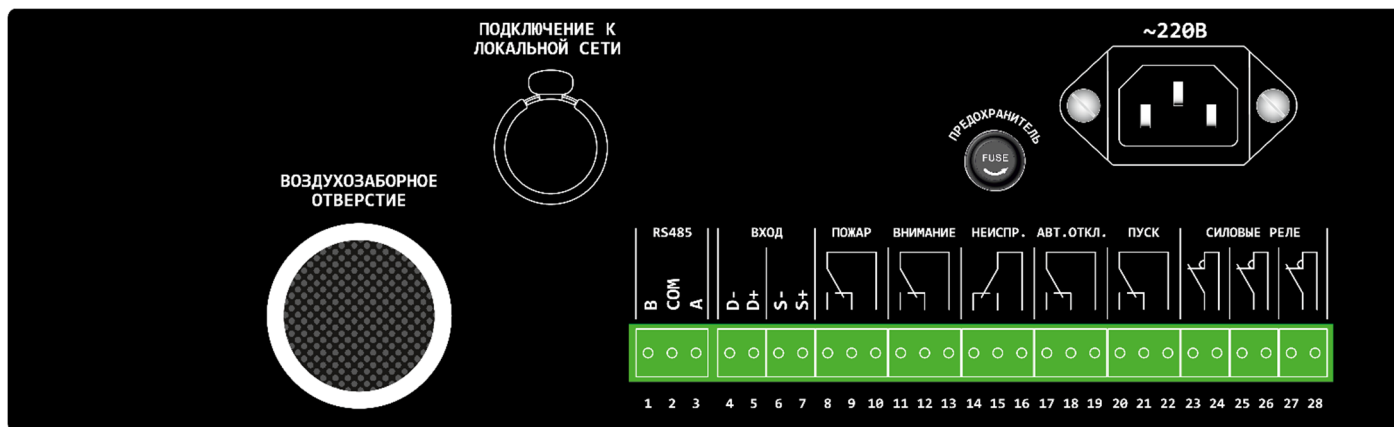 ПОДКЛЮЧЕНИЕ К
ЛОКАЛЬНОЙ СЕТИ
~220В
ПРЕДОХРАНИТЕЛЬ
FUSE
ВОЗДУХОЗАБОРНОЕ
ОТВЕРСТИЕ
RS485 ВХОД ПОЖАР ВНИМАНИЕ НЕИСПР. АВТ.ОТКЛ. ПУСК СИЛОВЫЕ РЕЛЕ
B COM A D- D+ S- S+
1 2 3 4 5 6 7 8 9 10 11 12 13 14 15 16 17 18 19 20 21 22 23 24 25 26 27 28